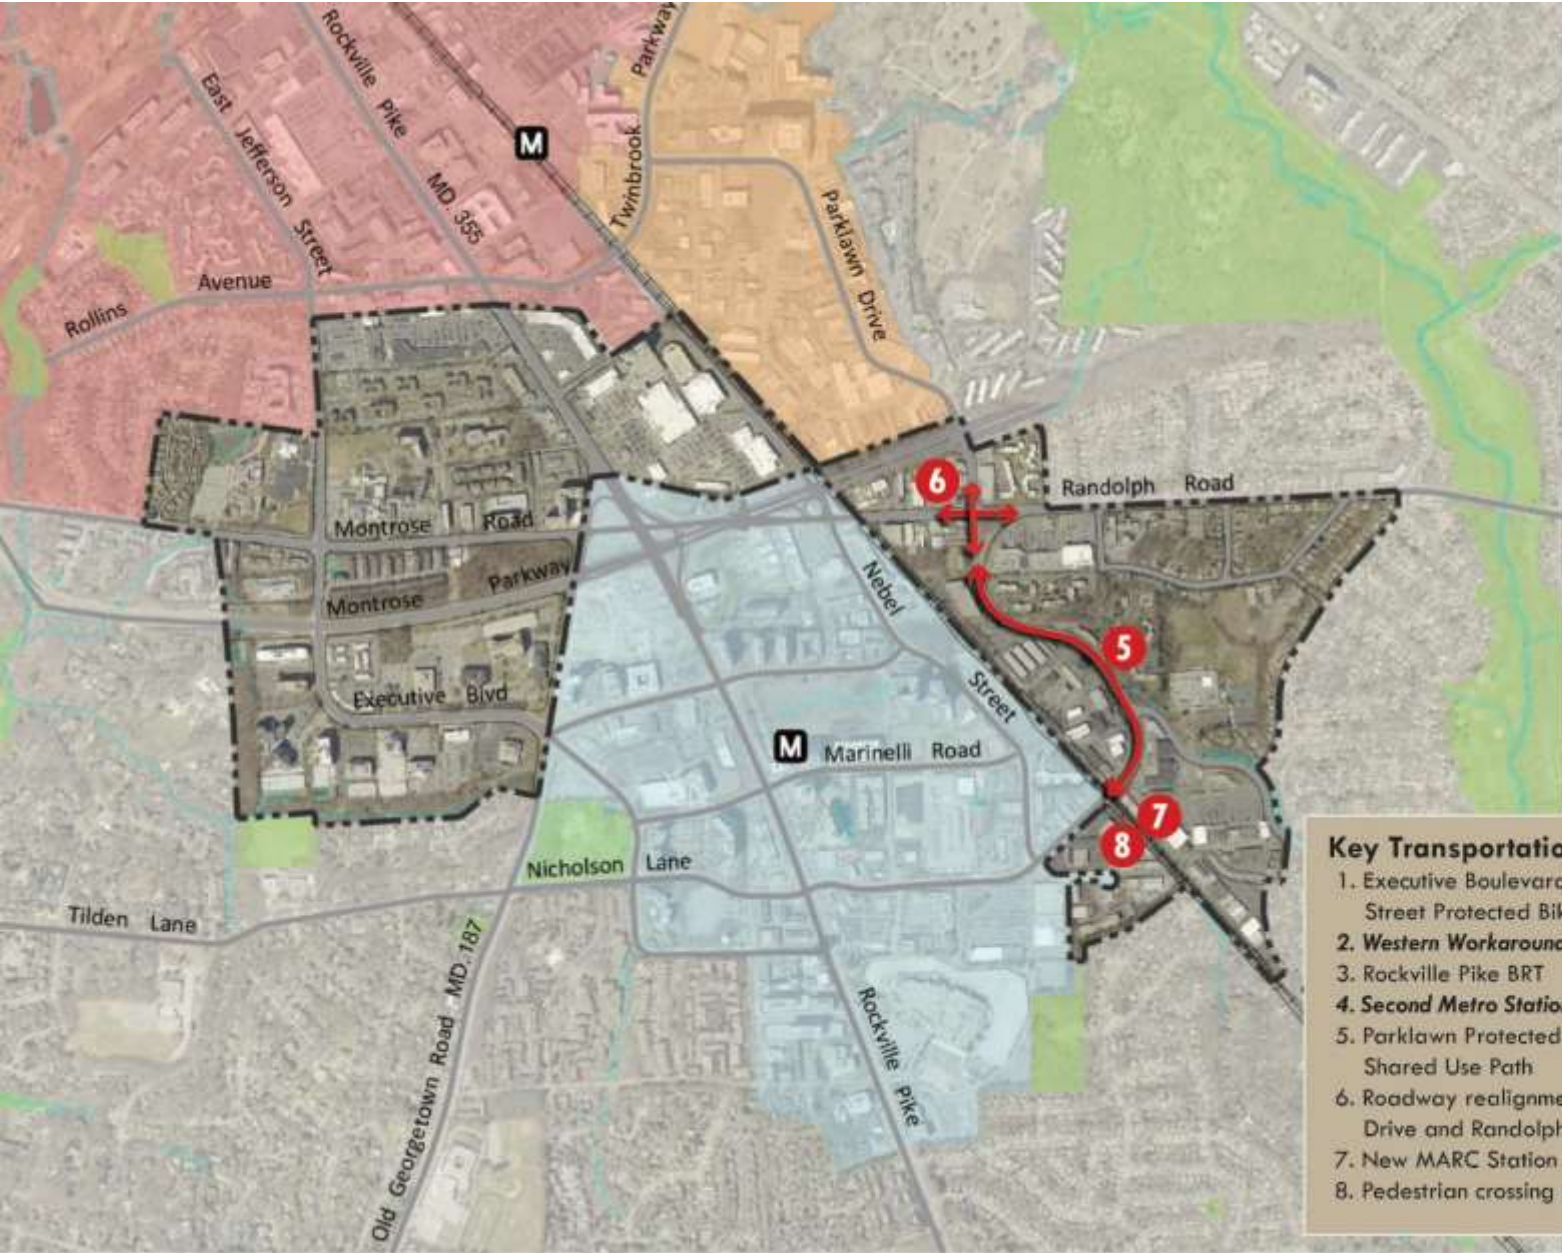 Rockville Pike MD. 355
Parkway
Twinbrook
M
East Jefferson Street
Parklawn Drive
Rollins Avenue
6
Randolph Road
Montrose Road
Montrose Parkway
Nebel Street
5
Executive Blvd
M
Marinelli Road
7
8
Nicholson Lane
Tilden Lane
Old Georgetown Road MD. 187
Rockville Pike
Key Transportatio
1. Executive Boulevard
Street Protected Bik
2. Western Workaround
3. Rockville Pike BRT
4. Second Metro Station
5. Parklawn Protected
Shared Use Path
6. Roadway realignme
Drive and Randolph
7. New MARC Station
8. Pedestrian crossing